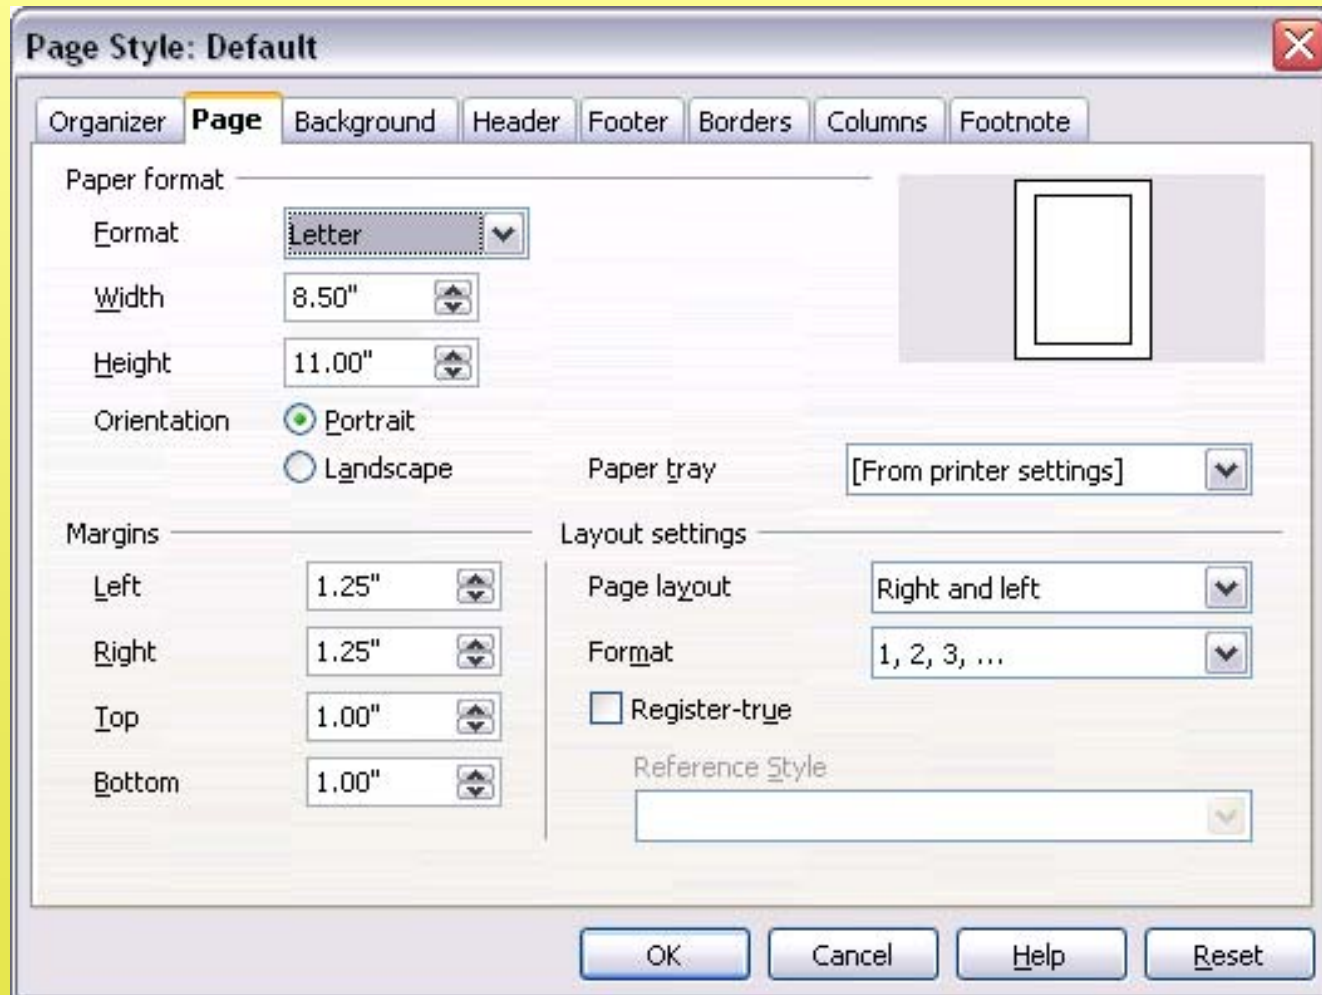 Page Style: Default
Organizer Page Background Header Footer Borders Columns Footnote
Paper format
Format Letter
Width 8.50"
Height 11.00"
Orientation Portrait
Landscape
Paper tray [From printer settings]
Margins
Left 1.25"
Right 1.25"
Top 1.00"
Bottom 1.00"
Layout settings
Page layout Right and left
Format 1, 2, 3, ...
Register-true
Reference Style
OK Cancel Help Reset